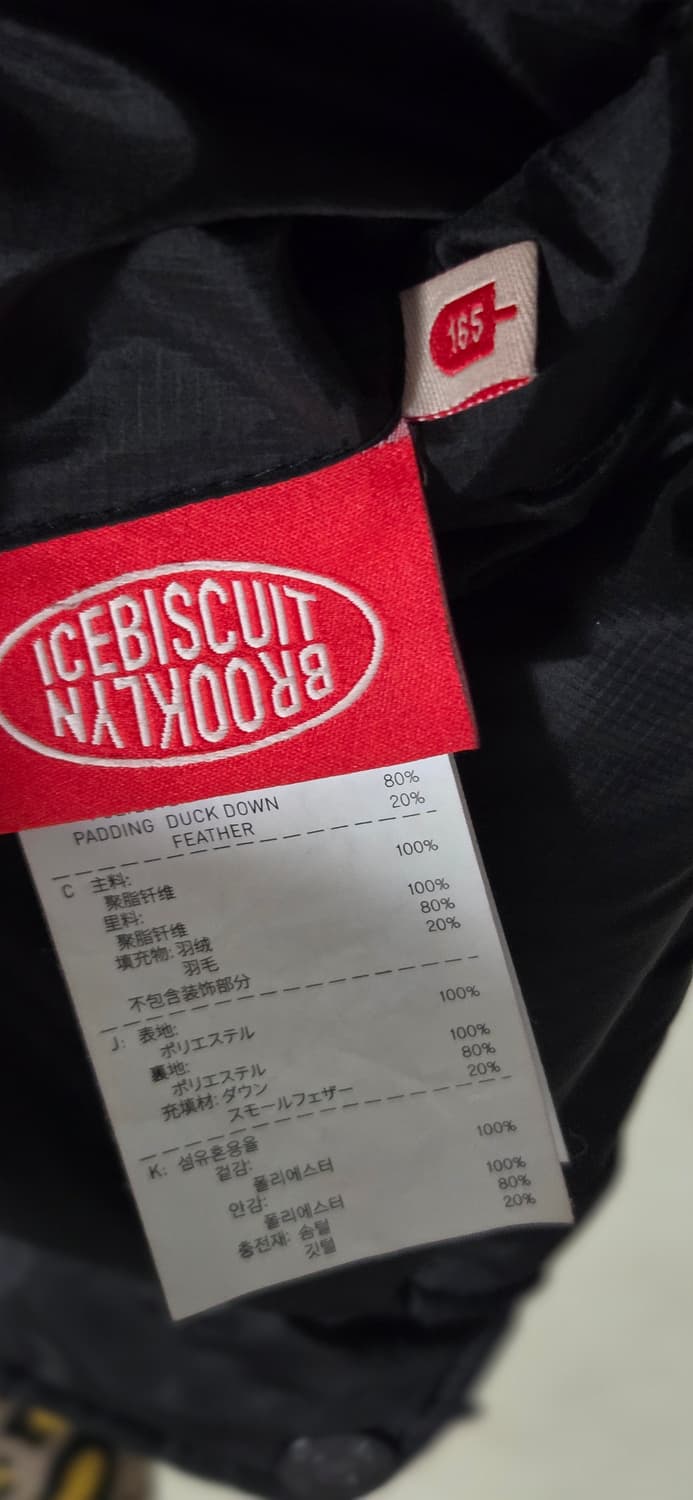 165
ICEBISCUIT
BROOKLYN
80%
PADDING DUCK DOWN 20%
FEATHER
C 主料: 100%
聚脂纤维
里料: 100%
聚脂纤维 80%
填充物: 羽绒 20%
羽毛
不包含装饰部分
J: 表地: 100%
ポリエステル
裏地: 100%
ポリエステル 80%
充填材: ダウン 20%
スモールフェザー
K: 섬유혼용율 100%
겉감:
폴리에스터 100%
안감: 80%
폴리에스터 20%
충전재: 솜털
깃털